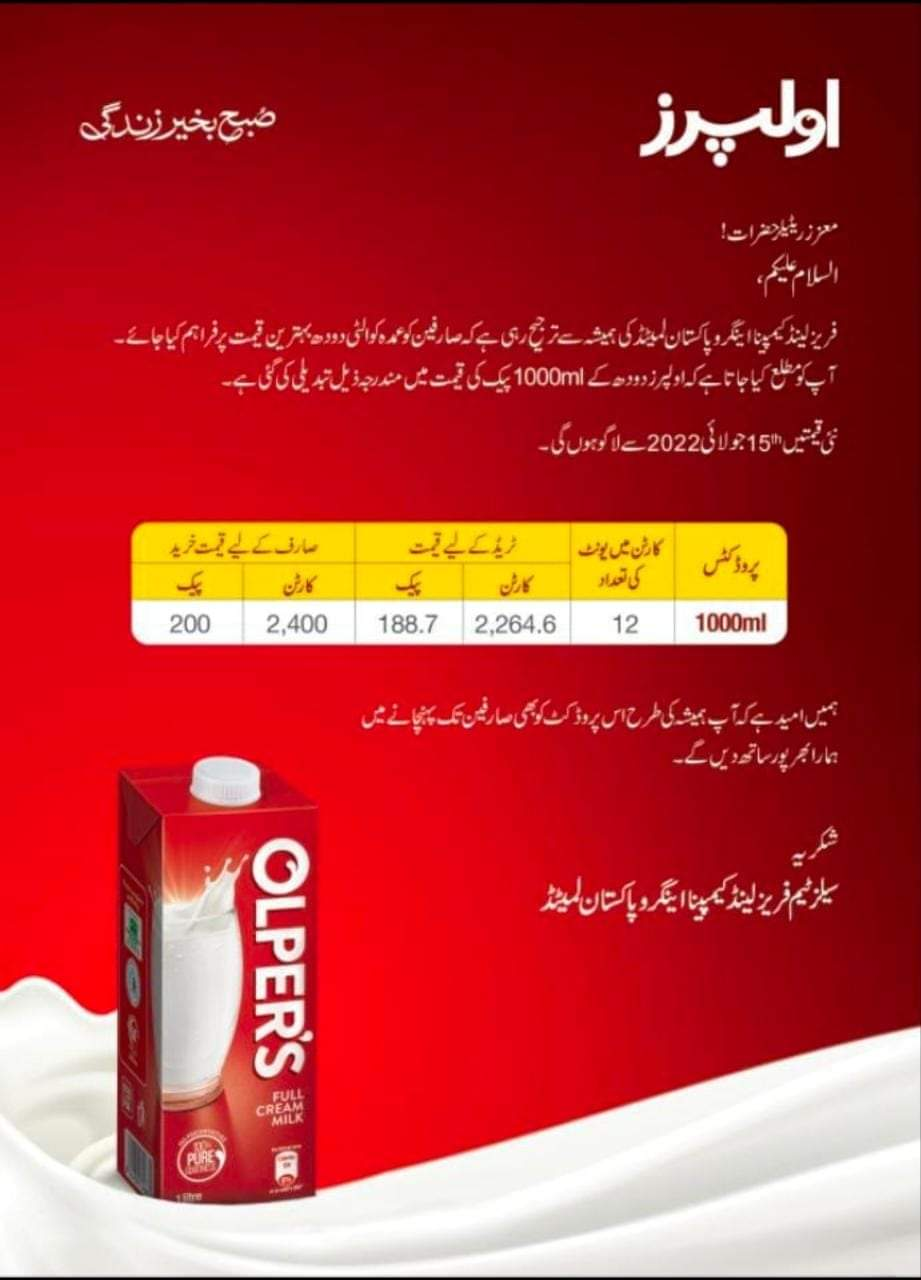 اولپرز
صُبح بخیر زندگی
معزز ریٹیلر حضرات!
السلام علیکم،
فریزلینڈ کیمپینا اینگرو پاکستان لمیٹڈ کی ہمیشہ سے ترجیح رہی ہے کہ صارفین کو عمدہ کوالٹی دودھ بہترین قیمت پر فراہم کیا جائے۔
آپ کو مطلع کیا جاتا ہے کہ اولپرز دودھ کے 1000ml پیک کی قیمت میں مندرجہ ذیل تبدیلی کی گئی ہے۔
نئی قیمتیں 15th جولائی 2022 سے لاگو ہوں گی۔
پروڈکٹس کارٹن میں یونٹ کی تعداد ٹریڈ کے لیے قیمت صارف کے لیے قیمت خرید
کارٹن پیک کارٹن پیک
1000ml 12 2,264.6 188.7 2,400 200
ہمیں امید ہے کہ آپ ہمیشہ کی طرح اس پروڈکٹ کو بھی صارفین تک پہنچانے میں
ہمارا بھرپور ساتھ دیں گے۔
شکریہ
سیلز ٹیم فریزلینڈ کیمپینا اینگرو پاکستان لمیٹڈ
OLPER'S
FULL
CREAM
MILK
PURE
1 litre